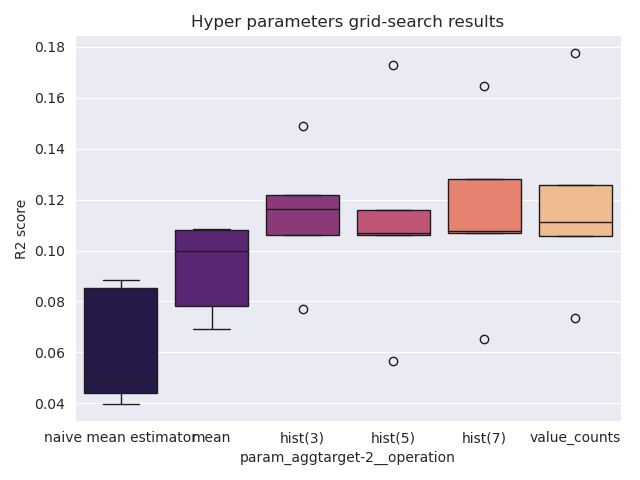 Hyper parameters grid-search results
0.18
0.16
0.14
0.12
0.10
0.08
0.06
0.04
R2 score
naive mean estimator
mean
hist(3)
hist(5)
hist(7)
value_counts
param_aggtarget-2__operation